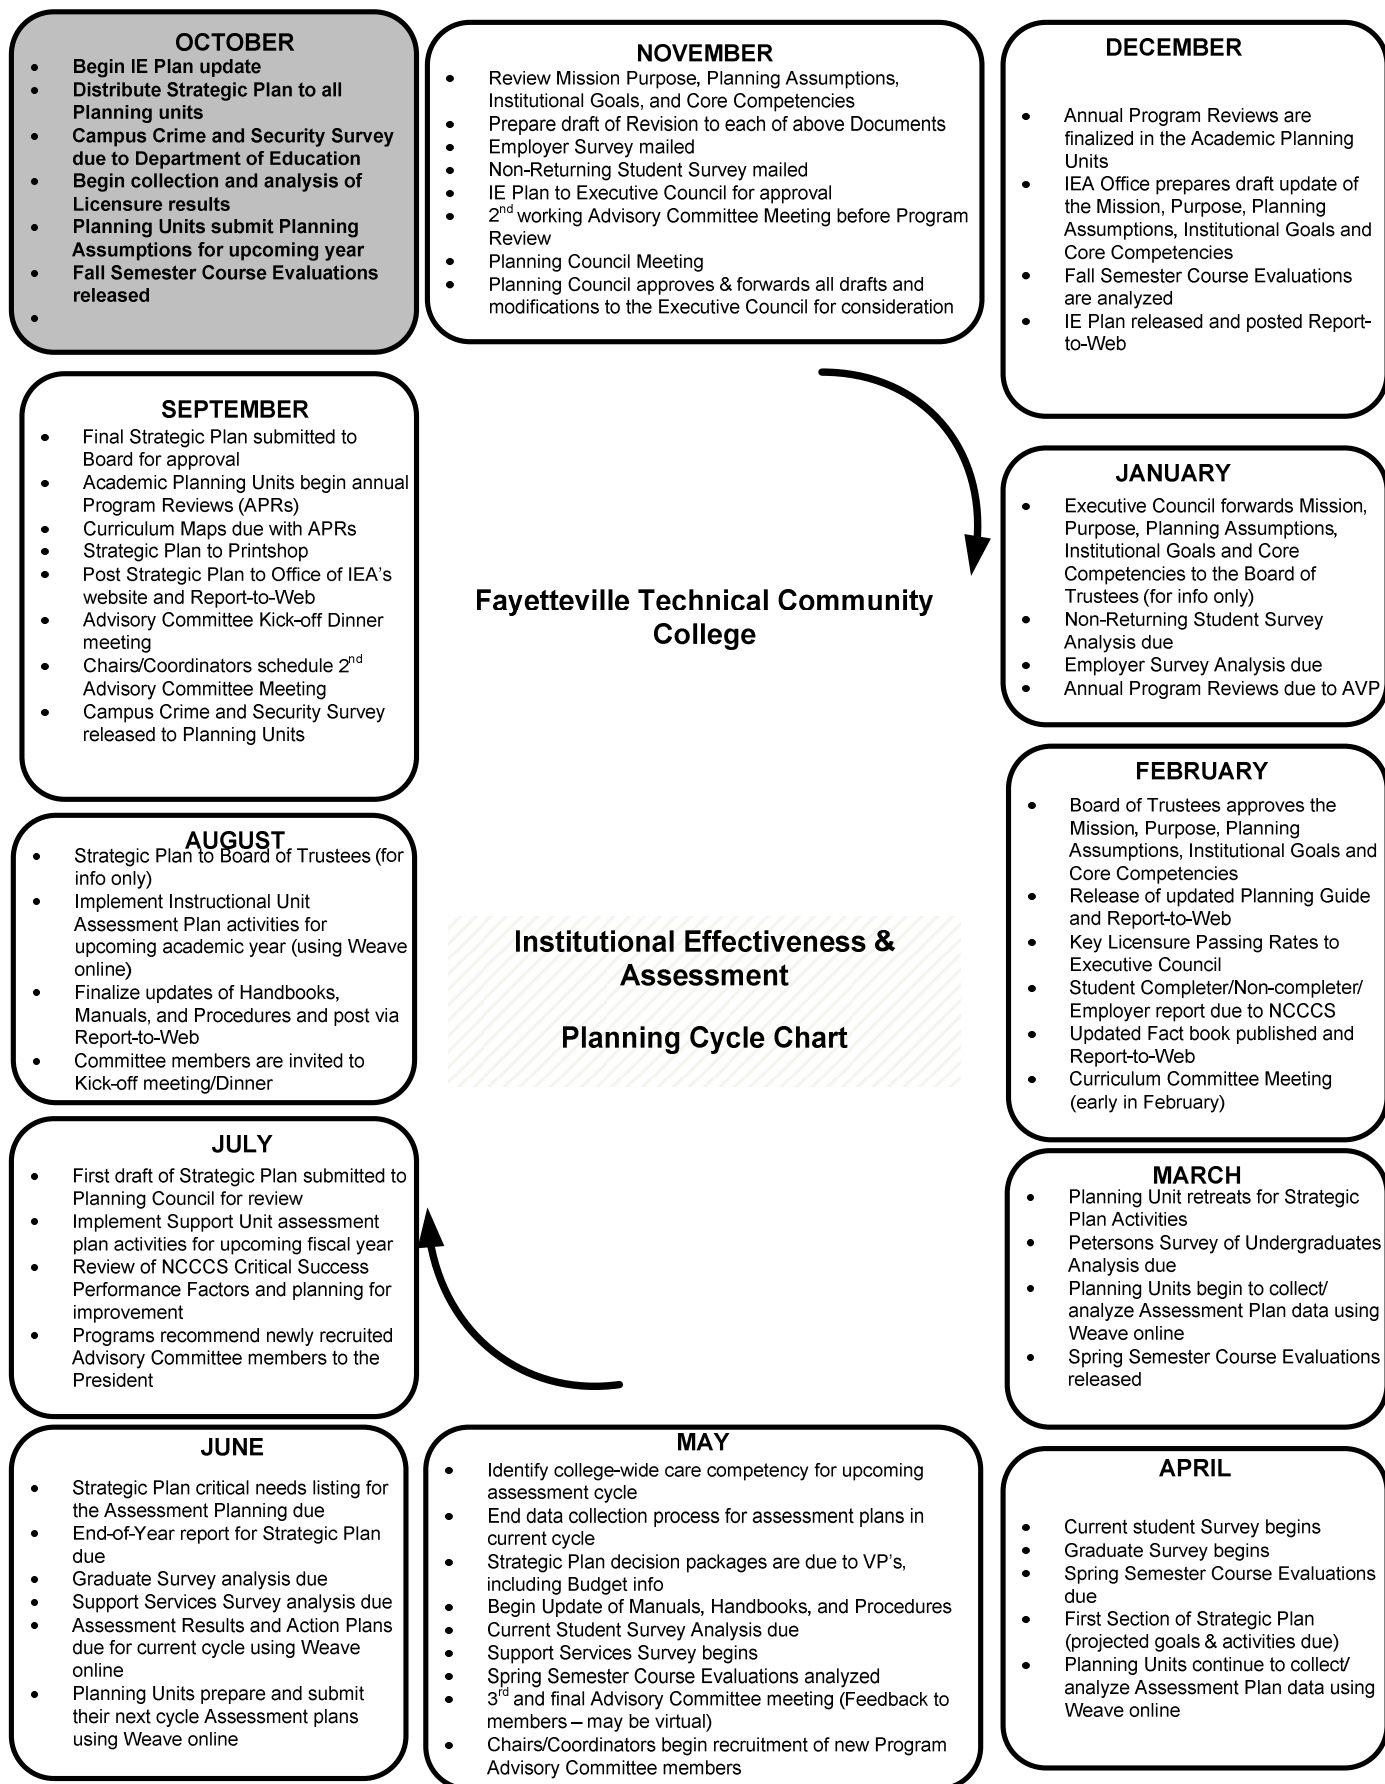 OCTOBER
• Begin IE Plan update
• Distribute Strategic Plan to all
Planning units
• Campus Crime and Security Survey
due to Department of Education
• Begin collection and analysis of
Licensure results
• Planning Units submit Planning
Assumptions for upcoming year
• Fall Semester Course Evaluations
released
•
NOVEMBER
• Review Mission Purpose, Planning Assumptions,
Institutional Goals, and Core Competencies
• Prepare draft of Revision to each of above Documents
• Employer Survey mailed
• Non-Returning Student Survey mailed
• IE Plan to Executive Council for approval
• 2nd working Advisory Committee Meeting before Program
Review
• Planning Council Meeting
• Planning Council approves & forwards all drafts and
modifications to the Executive Council for consideration
DECEMBER
• Annual Program Reviews are
finalized in the Academic Planning
Units
• IEA Office prepares draft update of
the Mission, Purpose, Planning
Assumptions, Institutional Goals and
Core Competencies
• Fall Semester Course Evaluations
are analyzed
• IE Plan released and posted Report-
to-Web
SEPTEMBER
• Final Strategic Plan submitted to
Board for approval
• Academic Planning Units begin annual
Program Reviews (APRs)
• Curriculum Maps due with APRs
• Strategic Plan to Printshop
• Post Strategic Plan to Office of IEA's
website and Report-to-Web
• Advisory Committee Kick-off Dinner
meeting
• Chairs/Coordinators schedule 2nd
Advisory Committee Meeting
• Campus Crime and Security Survey
released to Planning Units
Fayetteville Technical Community
College
JANUARY
• Executive Council forwards Mission,
Purpose, Planning Assumptions,
Institutional Goals and Core
Competencies to the Board of
Trustees (for info only)
• Non-Returning Student Survey
Analysis due
• Employer Survey Analysis due
• Annual Program Reviews due to AVP
FEBRUARY
• Board of Trustees approves the
Mission, Purpose, Planning
Assumptions, Institutional Goals and
Core Competencies
• Release of updated Planning Guide
and Report-to-Web
• Key Licensure Passing Rates to
Executive Council
• Student Completer/Non-completer/
Employer report due to NCCCS
• Updated Fact book published and
Report-to-Web
• Curriculum Committee Meeting
(early in February)
AUGUST
• Strategic Plan to Board of Trustees (for
info only)
• Implement Instructional Unit
Assessment Plan activities for
upcoming academic year (using Weave
online)
• Finalize updates of Handbooks,
Manuals, and Procedures and post via
Report-to-Web
• Committee members are invited to
Kick-off meeting/Dinner
Institutional Effectiveness &
Assessment
Planning Cycle Chart
JULY
• First draft of Strategic Plan submitted to
Planning Council for review
• Implement Support Unit assessment
plan activities for upcoming fiscal year
• Review of NCCCS Critical Success
Performance Factors and planning for
improvement
• Programs recommend newly recruited
Advisory Committee members to the
President
MARCH
• Planning Unit retreats for Strategic
Plan Activities
• Petersons Survey of Undergraduates
Analysis due
• Planning Units begin to collect/
analyze Assessment Plan data using
Weave online
• Spring Semester Course Evaluations
released
JUNE
• Strategic Plan critical needs listing for
the Assessment Planning due
• End-of-Year report for Strategic Plan
due
• Graduate Survey analysis due
• Support Services Survey analysis due
• Assessment Results and Action Plans
due for current cycle using Weave
online
• Planning Units prepare and submit
their next cycle Assessment plans
using Weave online
MAY
• Identify college-wide care competency for upcoming
assessment cycle
• End data collection process for assessment plans in
current cycle
• Strategic Plan decision packages are due to VP's,
including Budget info
• Begin Update of Manuals, Handbooks, and Procedures
• Current Student Survey Analysis due
• Support Services Survey begins
• Spring Semester Course Evaluations analyzed
• 3rd and final Advisory Committee meeting (Feedback to
members – may be virtual)
• Chairs/Coordinators begin recruitment of new Program
Advisory Committee members
APRIL
• Current student Survey begins
• Graduate Survey begins
• Spring Semester Course Evaluations
due
• First Section of Strategic Plan
(projected goals & activities due)
• Planning Units continue to collect/
analyze Assessment Plan data using
Weave online